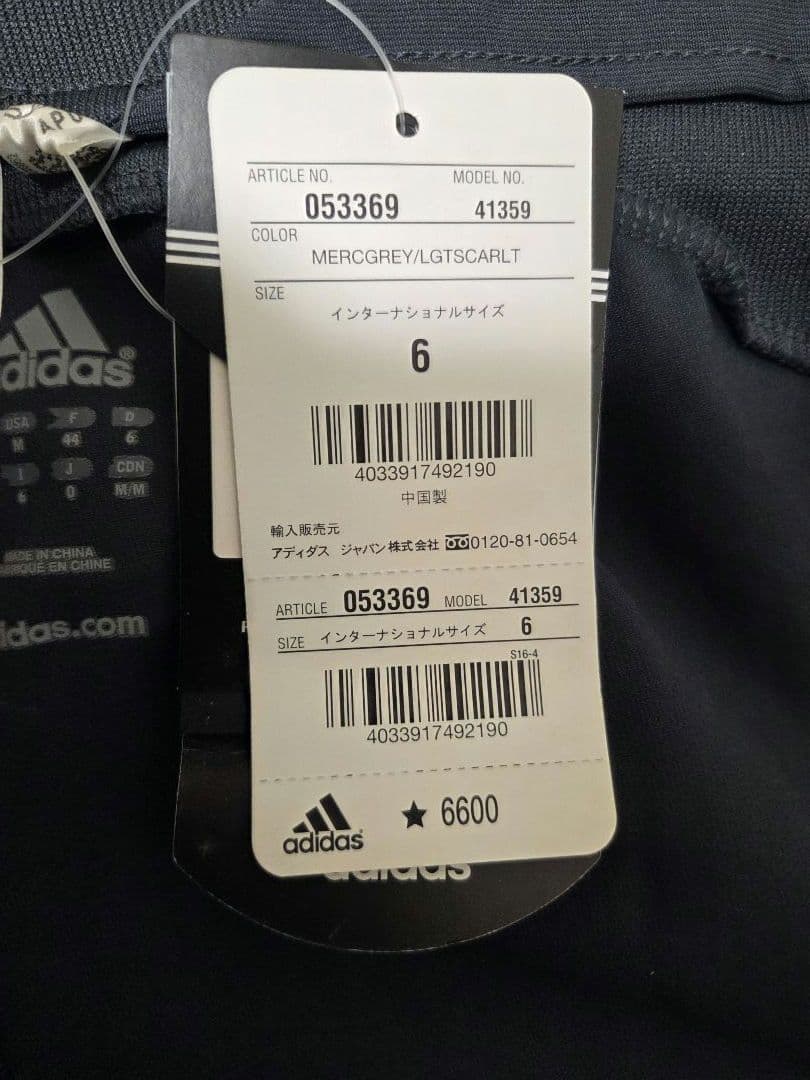 APU
ARTICLE NO.
MODEL NO.
053369
41359
COLOR
MERCGREY/LGTSCARLT
SIZE
インターナショナルサイズ
6
4033917492190
中国製
輸入販売元
アディダス ジャパン株式会社 0120-81-0654
ARTICLE 053369 MODEL 41359
SIZE インターナショナルサイズ 6
S16-4
4033917492190
adidas
★ 6600
adidas
adidas®
USA F D
M 44 6
I J CDN
6 0 M/M
MADE IN CHINA
FABRIQUÉ EN CHINE
adidas.com